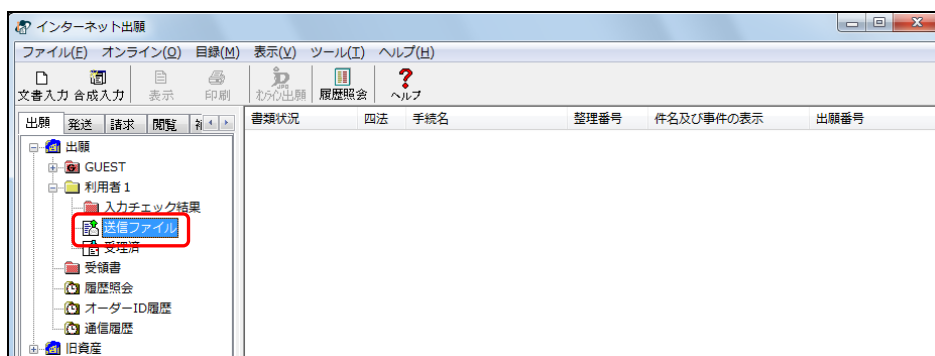 インターネット出願
ファイル(F) オンライン(O) 目録(M) 表示(V) ツール(T) ヘルプ(H)
文書入力 合成入力 表示 印刷 オンライン出願 履歴照会 ヘルプ
出願 発送 請求 閲覧
書類状況 四法 手続名 整理番号 件名及び事件の表示 出願番号
出願
GUEST
利用者1
入力チェック結果
送信ファイル
受理済
受領書
履歴照会
オーダーID履歴
通信履歴
旧資産